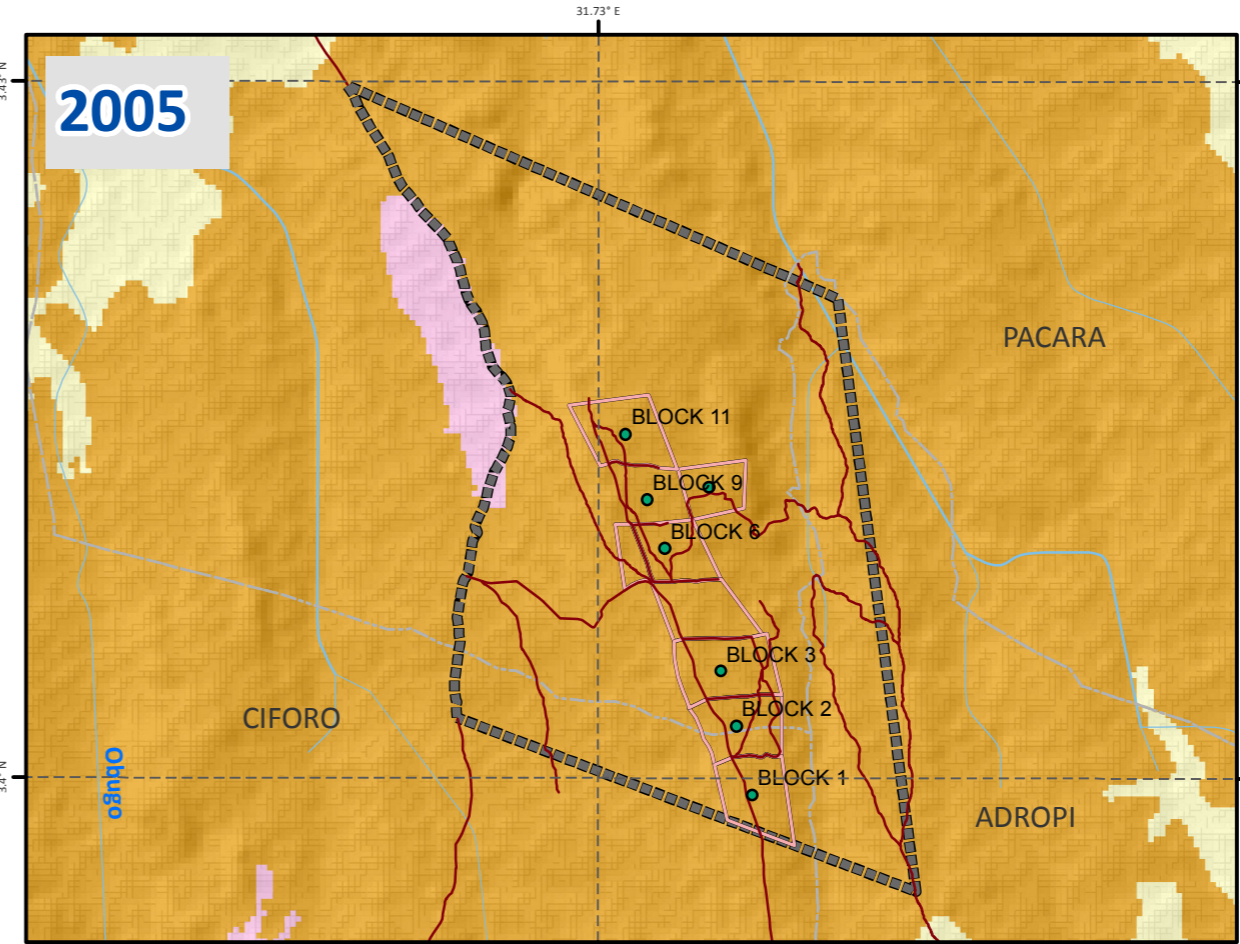 31.73° E
3.43° N
2005
PACARA
BLOCK 11
BLOCK 9
BLOCK 6
BLOCK 3
CIFORO
BLOCK 2
Obugo
3.4° N
BLOCK 1
ADROPI